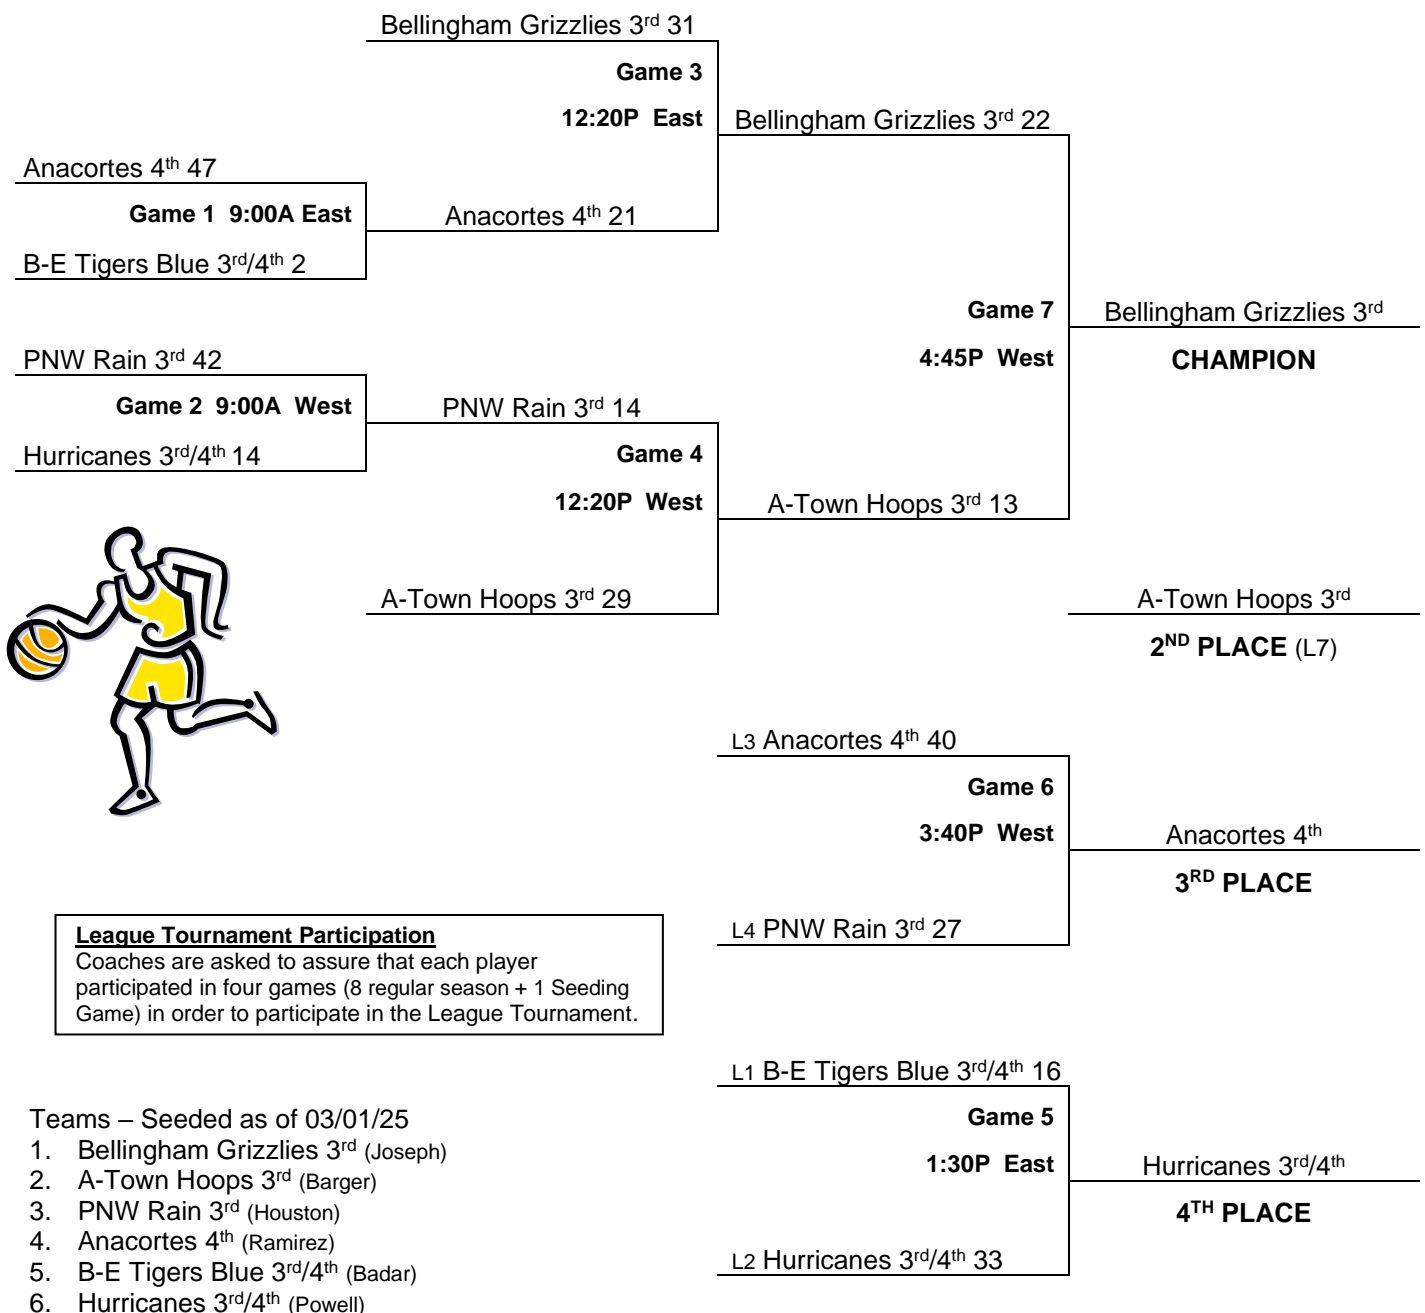 Bellingham Grizzlies 3rd 31
Game 3
12:20P East
Bellingham Grizzlies 3rd 22
Anacortes 4th 47
Game 1 9:00A East
Anacortes 4th 21
B-E Tigers Blue 3rd/4th 2
Game 7
Bellingham Grizzlies 3rd
PNW Rain 3rd 42
4:45P West
CHAMPION
Game 2 9:00A West
PNW Rain 3rd 14
Hurricanes 3rd/4th 14
Game 4
12:20P West
A-Town Hoops 3rd 13
A-Town Hoops 3rd 29
A-Town Hoops 3rd
2ND PLACE (L7)
L3 Anacortes 4th 40
Game 6
3:40P West
Anacortes 4th
3RD PLACE
L4 PNW Rain 3rd 27
League Tournament Participation
Coaches are asked to assure that each player
participated in four games (8 regular season + 1 Seeding
Game) in order to participate in the League Tournament.
L1 B-E Tigers Blue 3rd/4th 16
Game 5
1:30P East
Hurricanes 3rd/4th
4TH PLACE
L2 Hurricanes 3rd/4th 33
Teams – Seeded as of 03/01/25
1. Bellingham Grizzlies 3rd (Joseph)
2. A-Town Hoops 3rd (Barger)
3. PNW Rain 3rd (Houston)
4. Anacortes 4th (Ramirez)
5. B-E Tigers Blue 3rd/4th (Badar)
6. Hurricanes 3rd/4th (Powell)